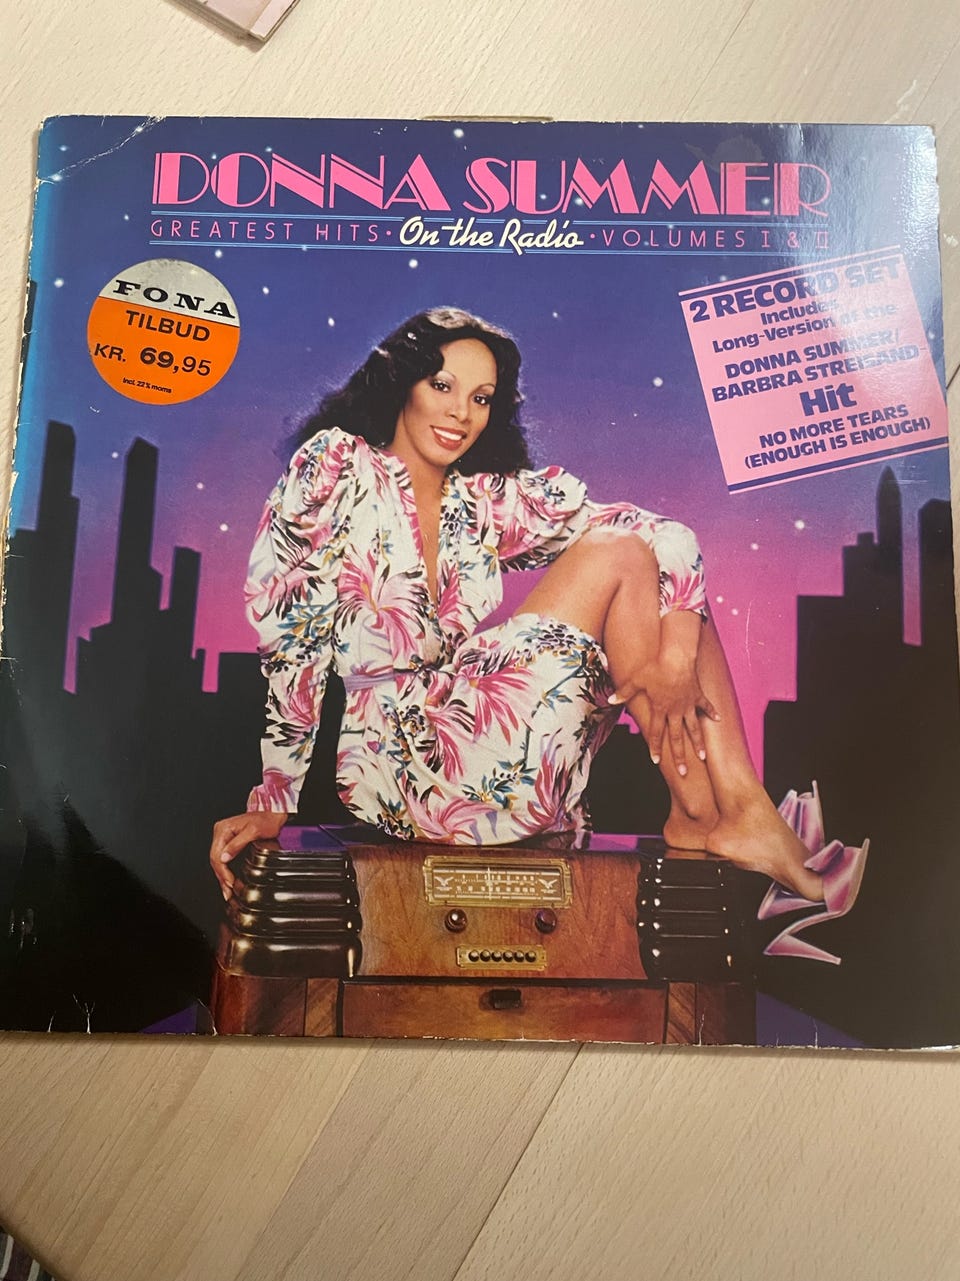 DONNA SUMMER
GREATEST HITS · On the Radio · VOLUMES I & II
FONA
TILBUD
KR. 69,95
Incl. 22% moms
2 RECORD SET
Includes
Long-Version of the
DONNA SUMMER/
BARBRA STREISAND-
Hit
NO MORE TEARS
(ENOUGH IS ENOUGH)